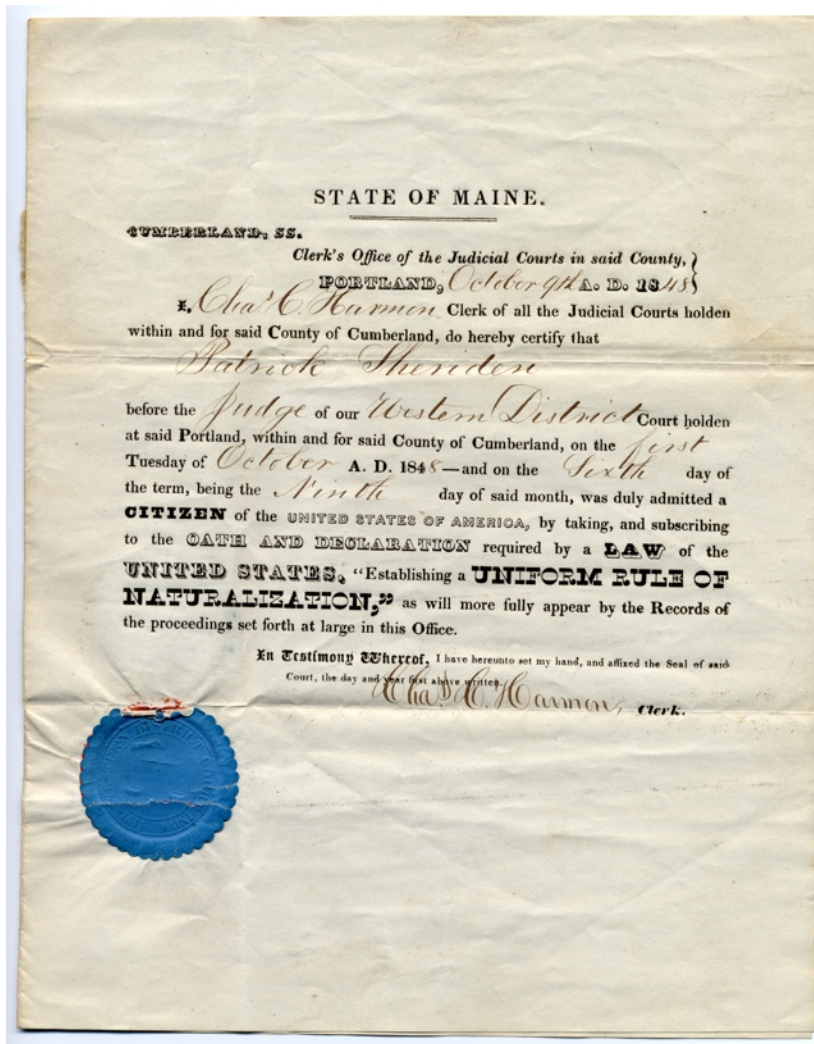 STATE OF MAINE.
CUMBERLAND, SS.
Clerk's Office of the Judicial Courts in said County,
PORTLAND, October 9th A. D. 1848
I, Chas. C. Harmon Clerk of all the Judicial Courts holden
within and for said County of Cumberland, do hereby certify that
Patrick Sheriden
before the Judge of our Western District Court holden
at said Portland, within and for said County of Cumberland, on the first
Tuesday of October A. D. 1848—and on the Sixth day of
the term, being the Ninth day of said month, was duly admitted a
CITIZEN of the UNITED STATES OF AMERICA, by taking, and subscribing
to the OATH AND DECLARATION required by a LAW of the
UNITED STATES, "Establishing a UNIFORM RULE OF
NATURALIZATION," as will more fully appear by the Records of
the proceedings set forth at large in this Office.
In Testimony Whereof, I have hereunto set my hand, and affixed the Seal of said
Court, the day and year first above written.
Chas. C. Harmon, Clerk.